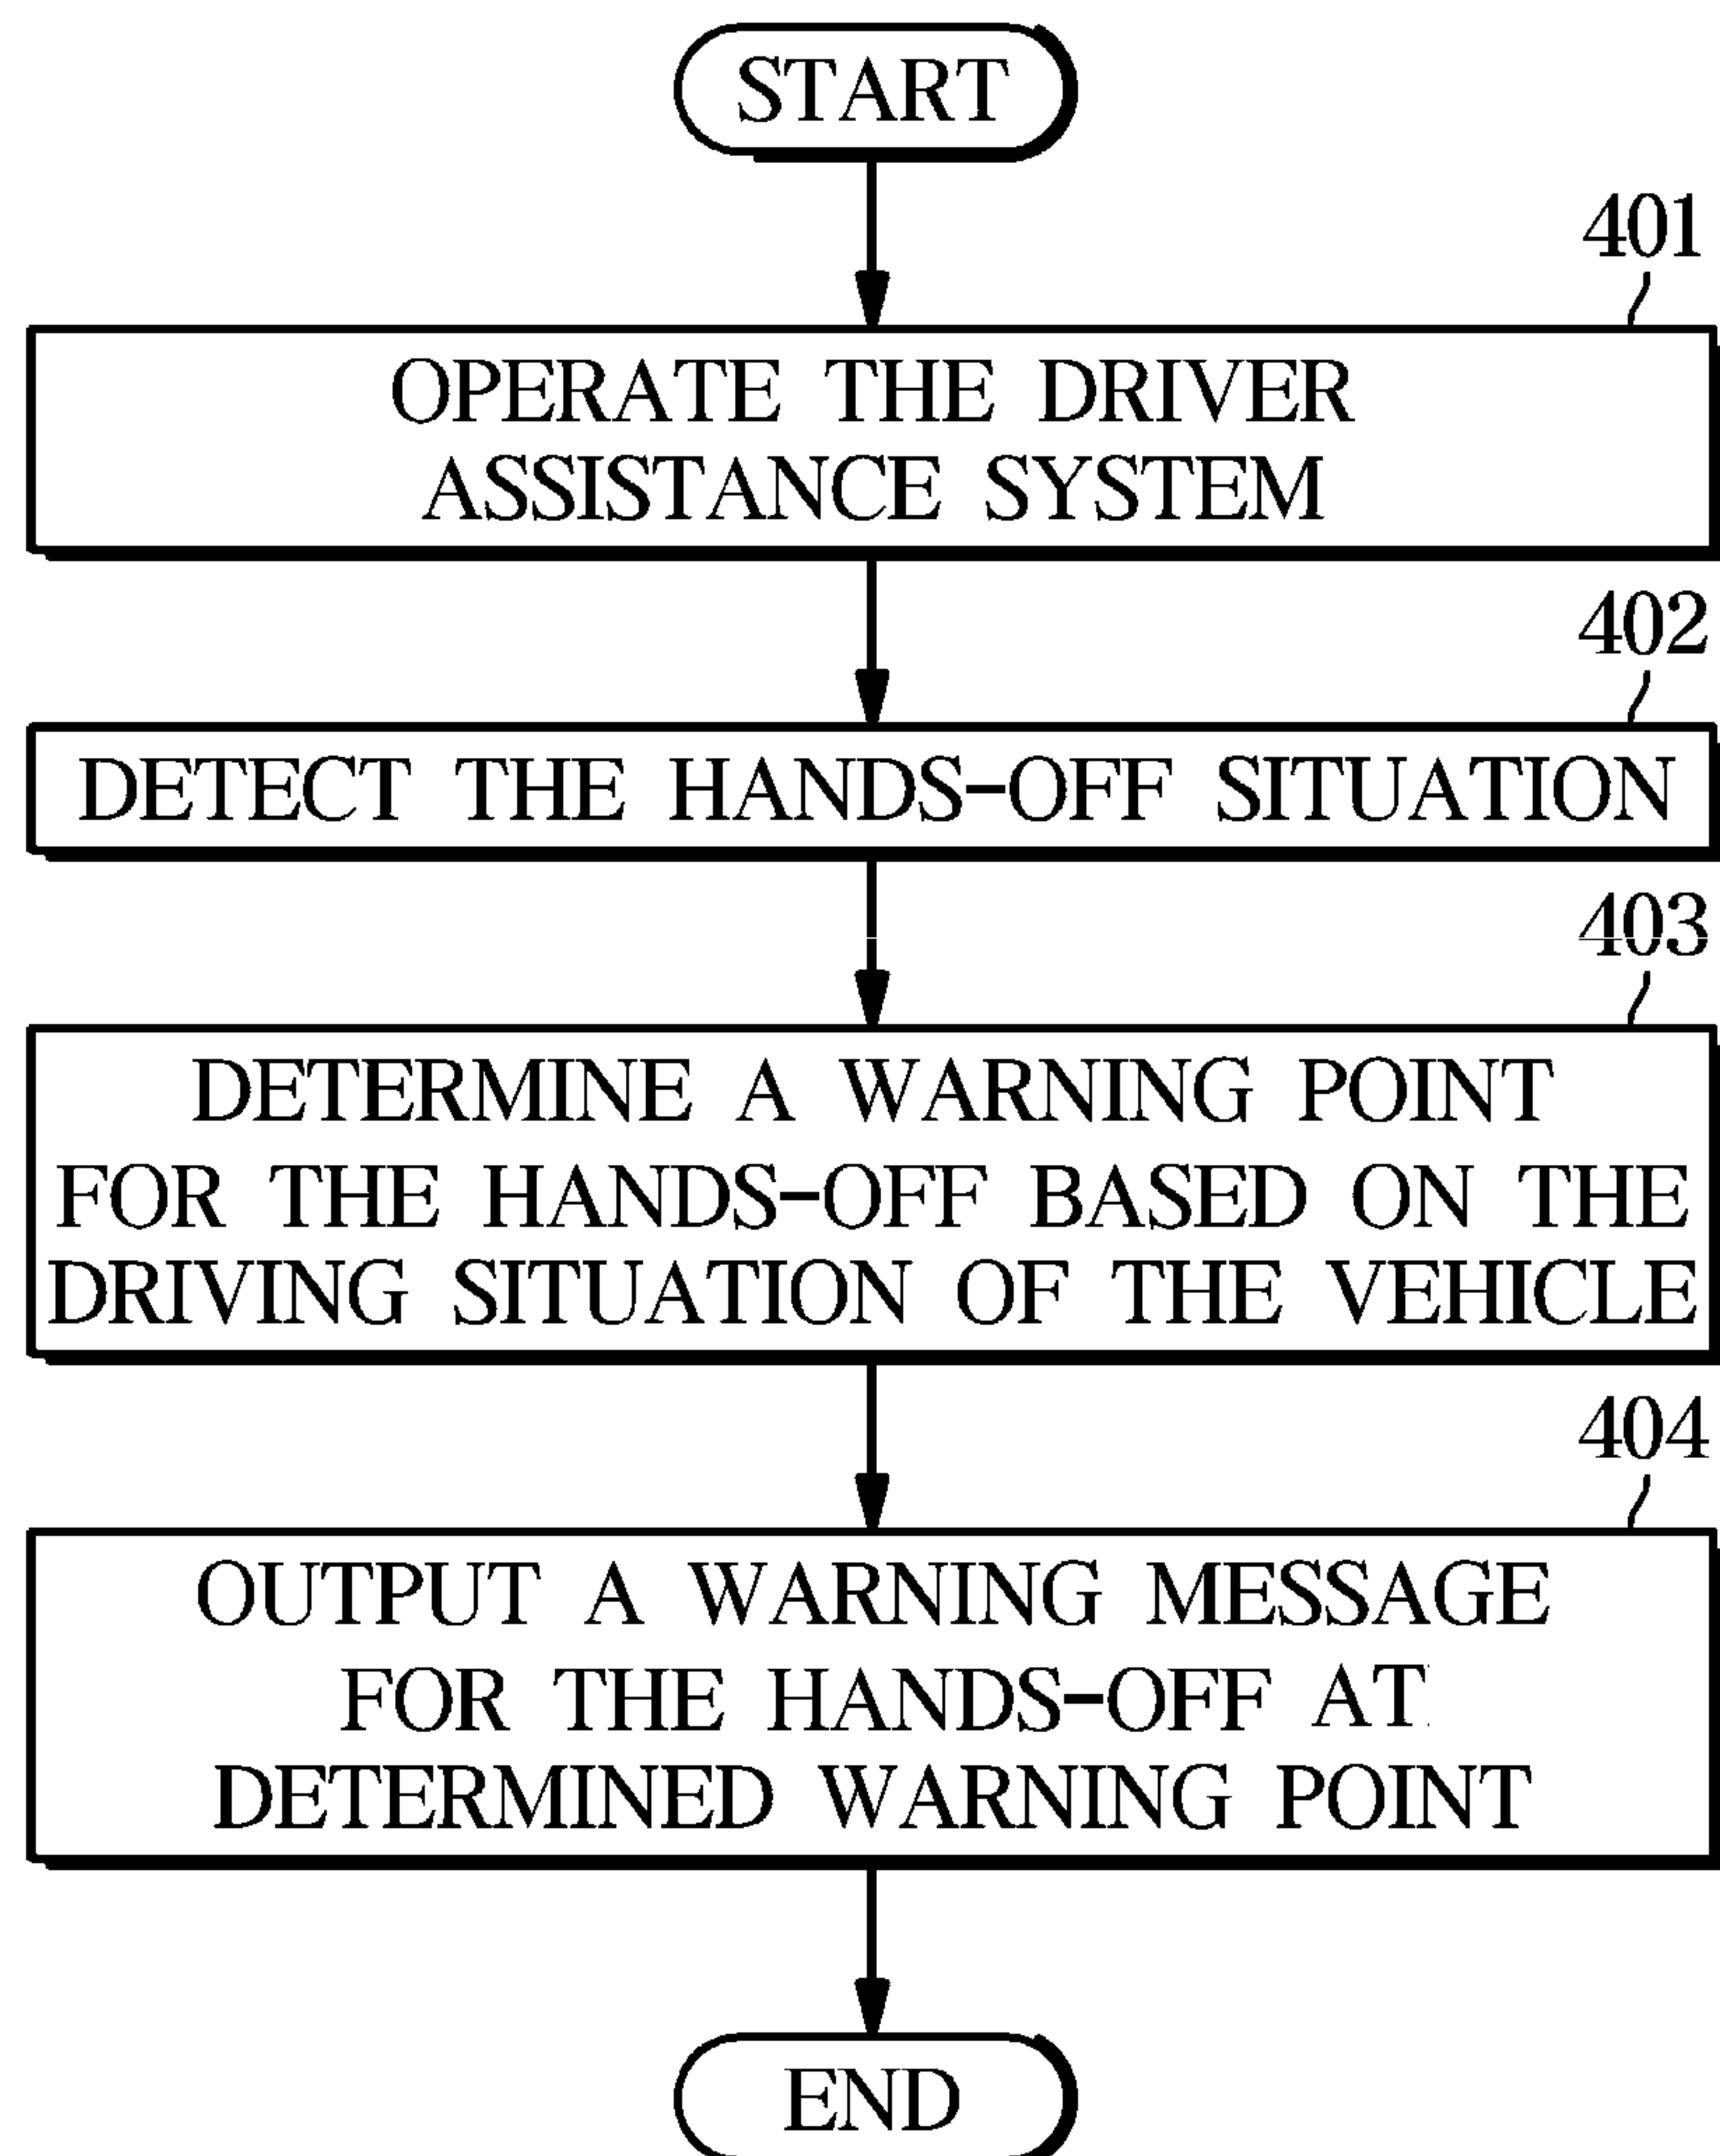 START
401
OPERATE THE DRIVER
ASSISTANCE SYSTEM
402
DETECT THE HANDS-OFF SITUATION
403
DETERMINE A WARNING POINT
FOR THE HANDS-OFF BASED ON THE
DRIVING SITUATION OF THE VEHICLE
404
OUTPUT A WARNING MESSAGE
FOR THE HANDS-OFF AT
DETERMINED WARNING POINT
END